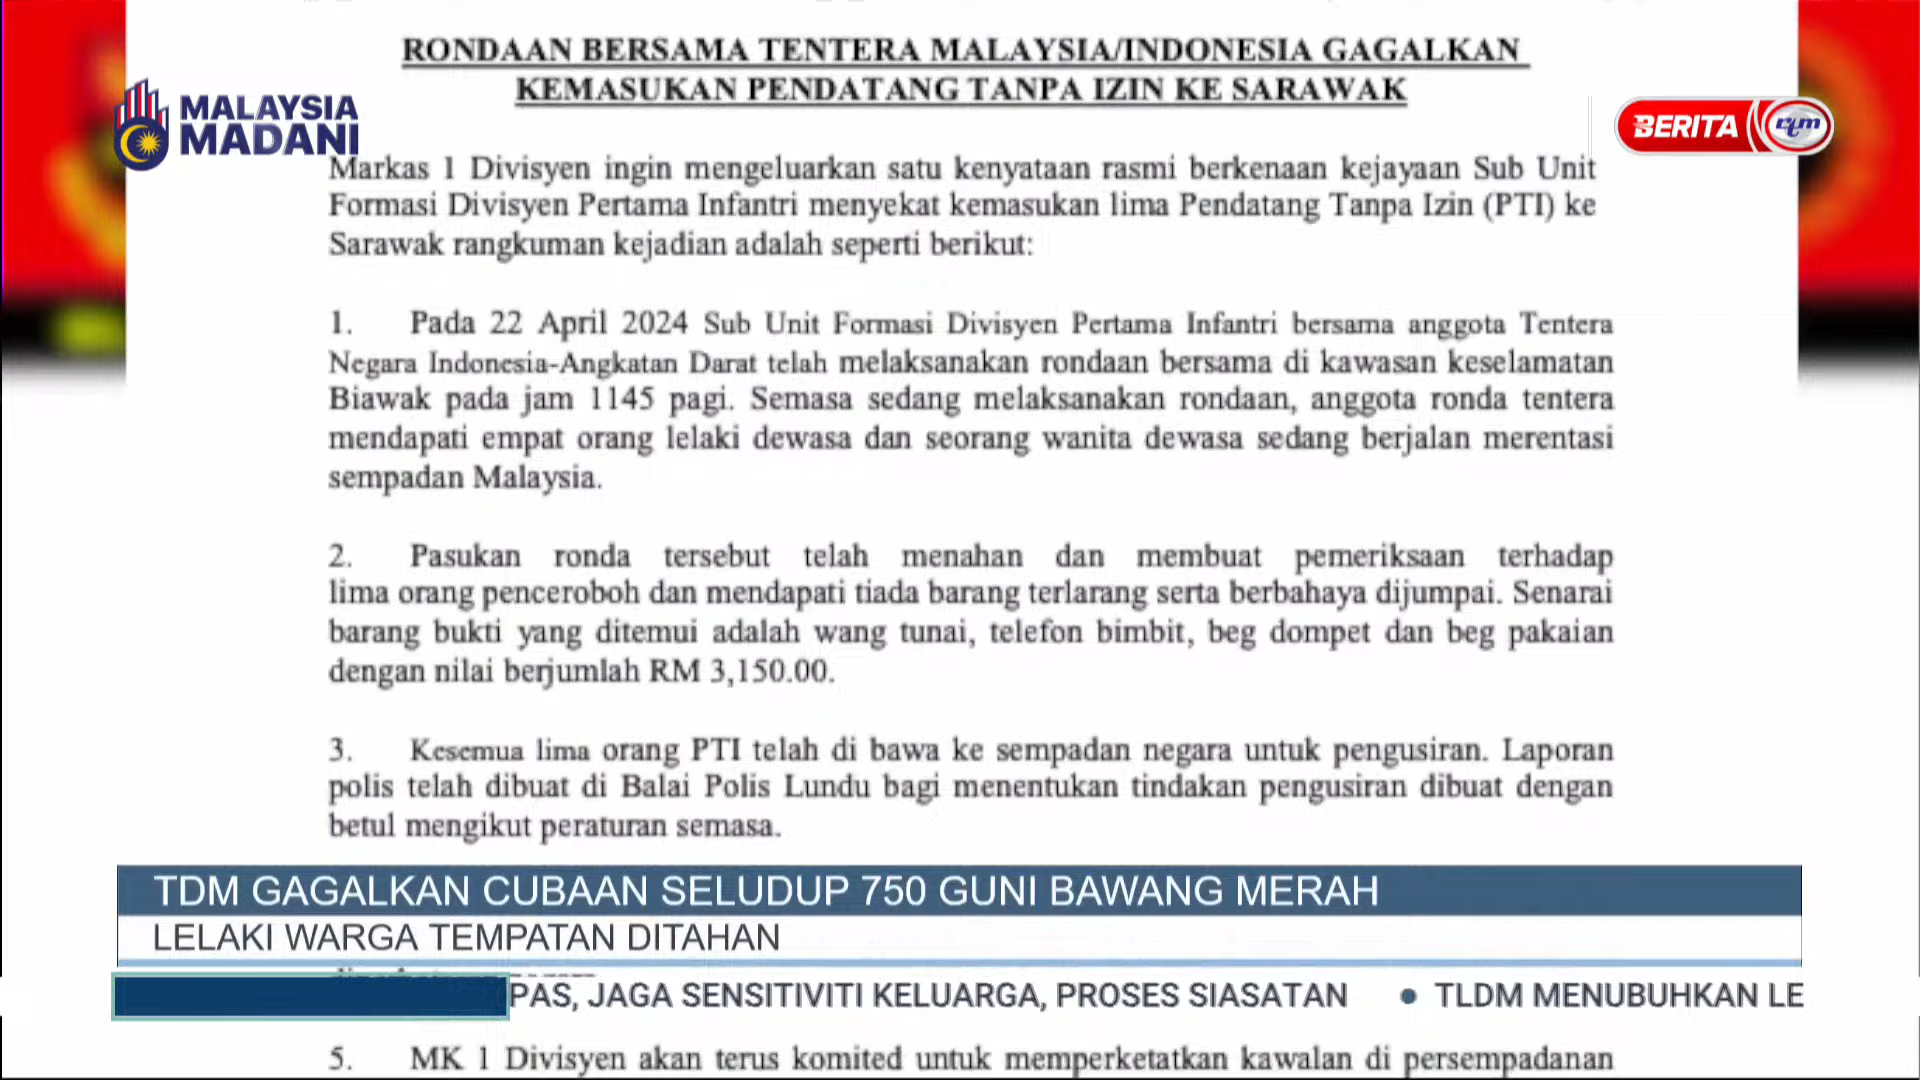 RONDAAN BERSAMA TENTERA MALAYSIA/INDONESIA GAGALKAN
KEMASUKAN PENDATANG TANPA IZIN KE SARAWAK
MALAYSIA
MADANI
BERITA rtm
Markas 1 Divisyen ingin mengeluarkan satu kenyataan rasmi berkenaan kejayaan Sub Unit
Formasi Divisyen Pertama Infantri menyekat kemasukan lima Pendatang Tanpa Izin (PTI) ke
Sarawak rangkuman kejadian adalah seperti berikut:
1. Pada 22 April 2024 Sub Unit Formasi Divisyen Pertama Infantri bersama anggota Tentera
Negara Indonesia-Angkatan Darat telah melaksanakan rondaan bersama di kawasan keselamatan
Biawak pada jam 1145 pagi. Semasa sedang melaksanakan rondaan, anggota ronda tentera
mendapati empat orang lelaki dewasa dan seorang wanita dewasa sedang berjalan merentasi
sempadan Malaysia.
2. Pasukan ronda tersebut telah menahan dan membuat pemeriksaan terhadap
lima orang penceroboh dan mendapati tiada barang terlarang serta berbahaya dijumpai. Senarai
barang bukti yang ditemui adalah wang tunai, telefon bimbit, beg dompet dan beg pakaian
dengan nilai berjumlah RM 3,150.00.
3. Kesemua lima orang PTI telah di bawa ke sempadan negara untuk pengusiran. Laporan
polis telah dibuat di Balai Polis Lundu bagi menentukan tindakan pengusiran dibuat dengan
betul mengikut peraturan semasa.
TDM GAGALKAN CUBAAN SELUDUP 750 GUNI BAWANG MERAH
LELAKI WARGA TEMPATAN DITAHAN
PAS, JAGA SENSITIVITI KELUARGA, PROSES SIASATAN • TLDM MENUBUHKAN LE
5. MK 1 Divisyen akan terus komited untuk memperketatkan kawalan di persempadanan